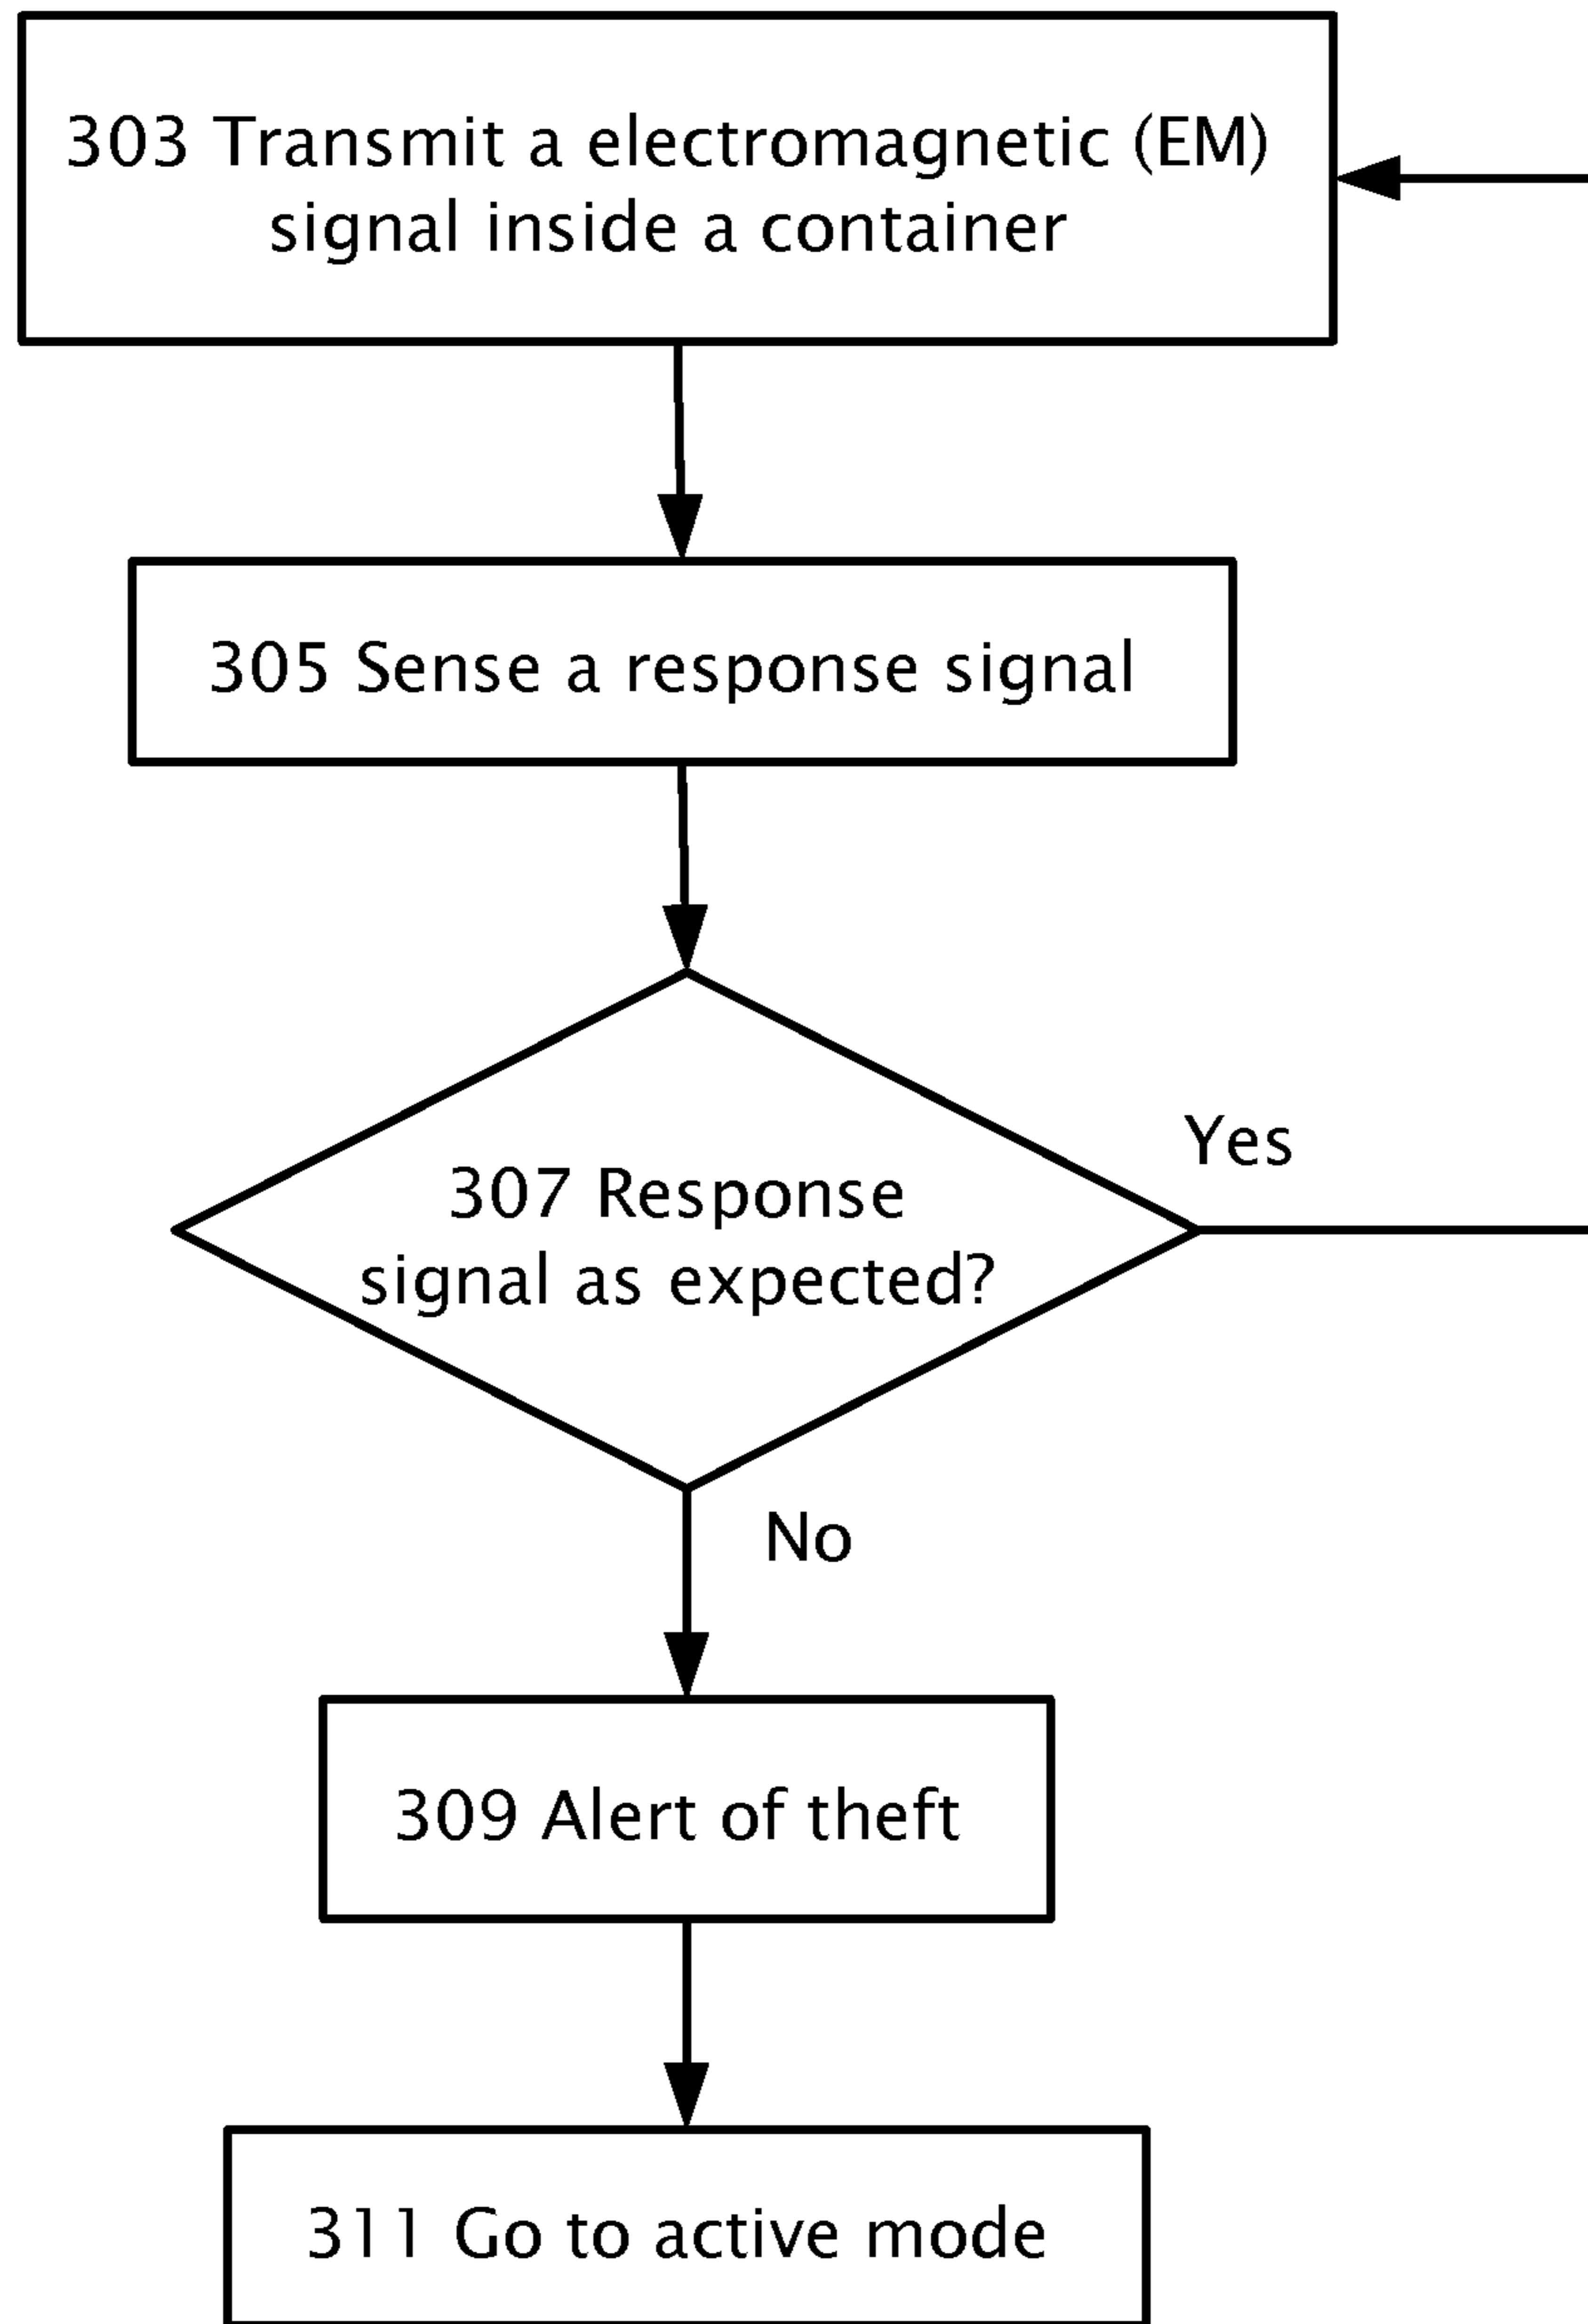 303 Transmit a electromagnetic (EM)
signal inside a container
305 Sense a response signal
Yes
307 Response
signal as expected?
No
309 Alert of theft
311 Go to active mode